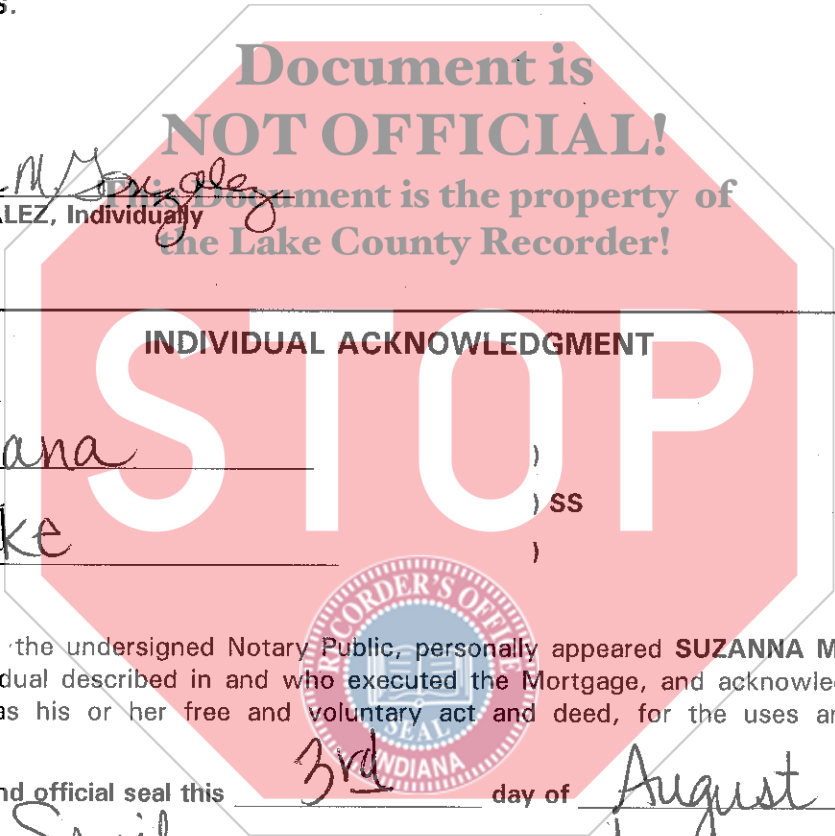 s.
Document is
NOT OFFICIAL!
M. Gonzalez
This Document is the property of
LEZ, Individually
the Lake County Recorder!
INDIVIDUAL ACKNOWLEDGMENT
STOP
ana )
) SS
ke
)
RECORDER'S OFFICE
SEAL
INDIANA
the undersigned Notary Public, personally appeared SUZANNA M
dual described in and who executed the Mortgage, and acknowle
as his or her free and voluntary act and deed, for the uses a
nd official seal this 3rd day of August